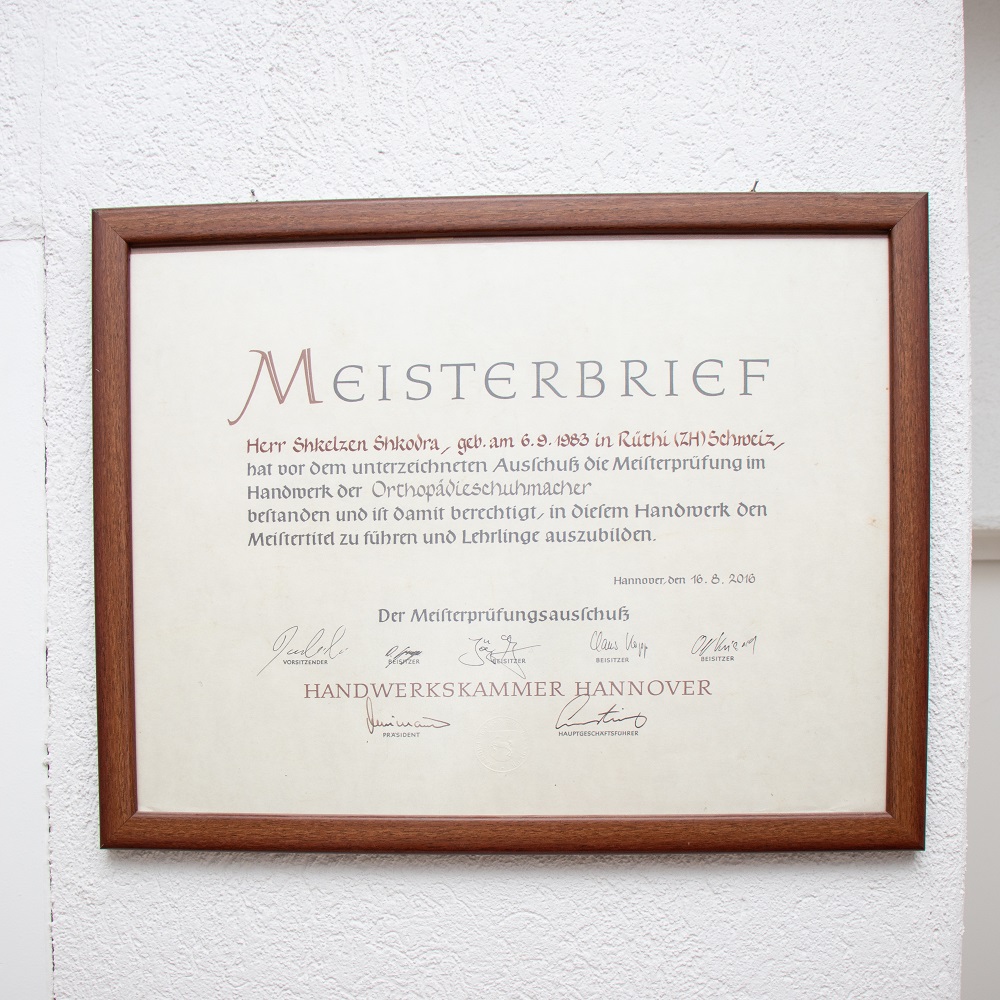 MEISTERBRIEF
Herr Shkelzen Shkodra, geb. am 6.9.1983 in Rüthi (ZH) Schweiz,
hat vor dem unterzeichneten Ausſchuß die Meiſterprüfung im
Handwerk der Orthopädieschuhmacher
bestanden und iſt damit berechtigt, in dieſem Handwerk den
Meiſtertitel zu führen und Lehrlinge auszubilden.
Hannover, den 16. 8. 2016
Der Meiſterprüfungsausſchuß
Claus Kopp
VORSITZENDER BEISITZER BEISITZER BEISITZER BEISITZER
HANDWERKSKAMMER HANNOVER
PRÄSIDENT HAUPTGESCHÄFTSFÜHRER